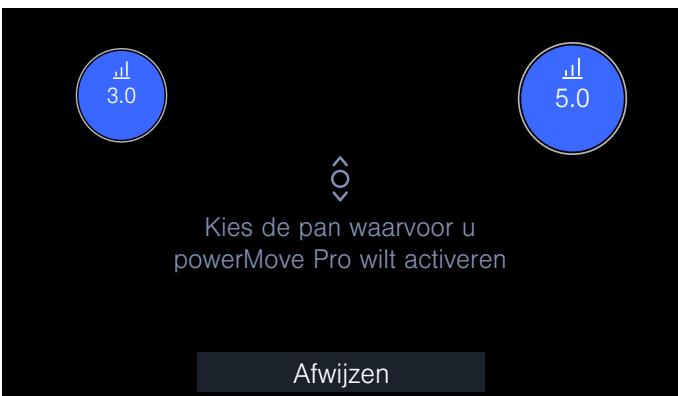 3.0
5.0
Kies de pan waarvoor u
powerMove Pro wilt activeren
Afwijzen